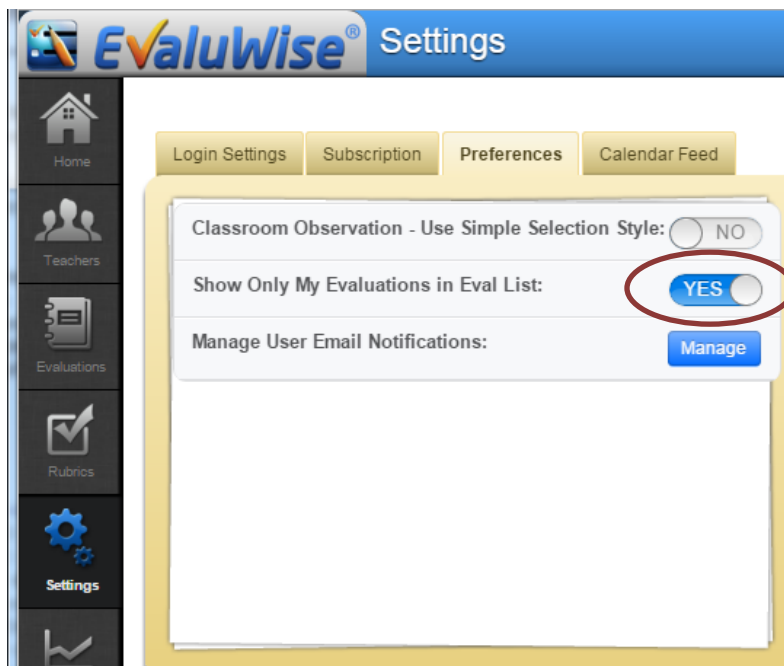 EValuWise® Settings
Home
Login Settings Subscription Preferences Calendar Feed
Classroom Observation - Use Simple Selection Style: NO
Teachers
Show Only My Evaluations in Eval List: YES
Manage User Email Notifications: Manage
Evaluations
Rubrics
Settings